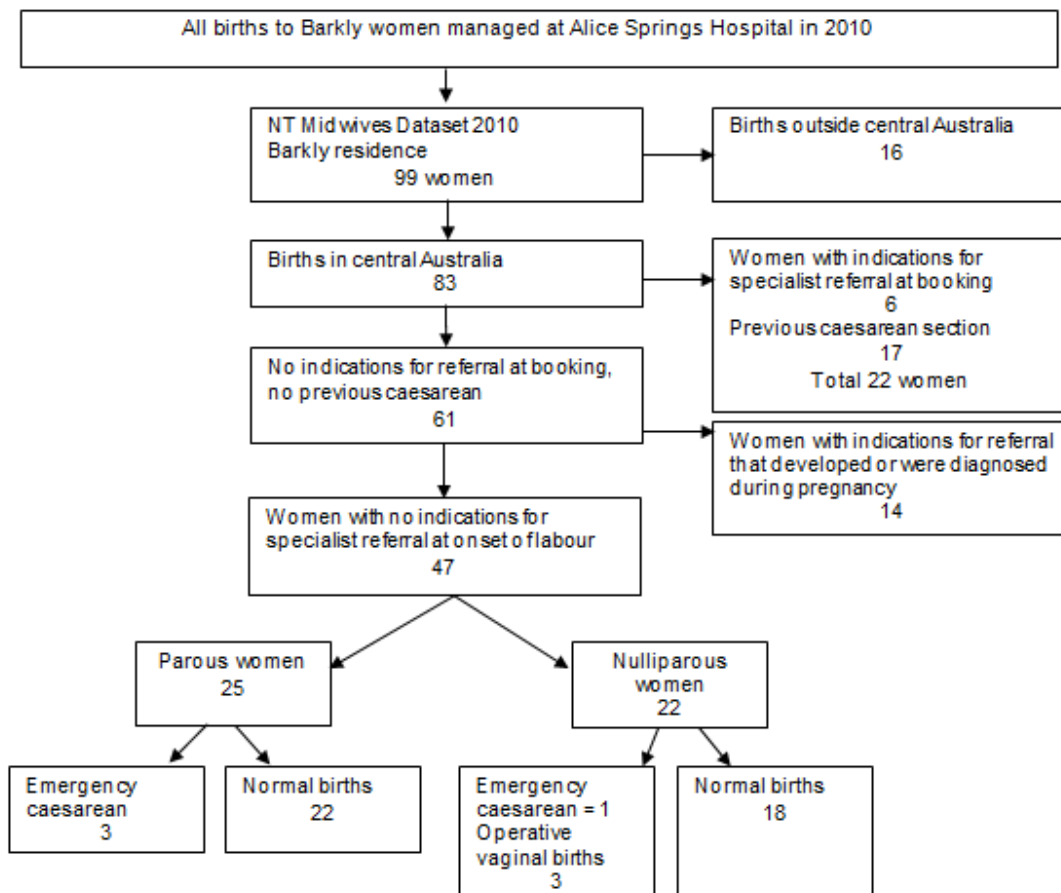 All births to Barkly women managed at Alice Springs Hospital in 2010
NT Midwives Dataset 2010
Barkly residence
99 women
Births outside central Australia
16
Births in central Australia
83
Women with indications for
specialist referral at booking
6
Previous caesarean section
17
Total 22 women
No indications for referral at booking,
no previous caesarean
61
Women with indications for referral
that developed or were diagnosed
during pregnancy
14
Women with no indications for
specialist referral at onset of labour
47
Parous women
25
Nulliparous
women
22
Emergency
caesarean
3
Normal births
22
Emergency
caesarean = 1
Operative
vaginal births
3
Normal births
18